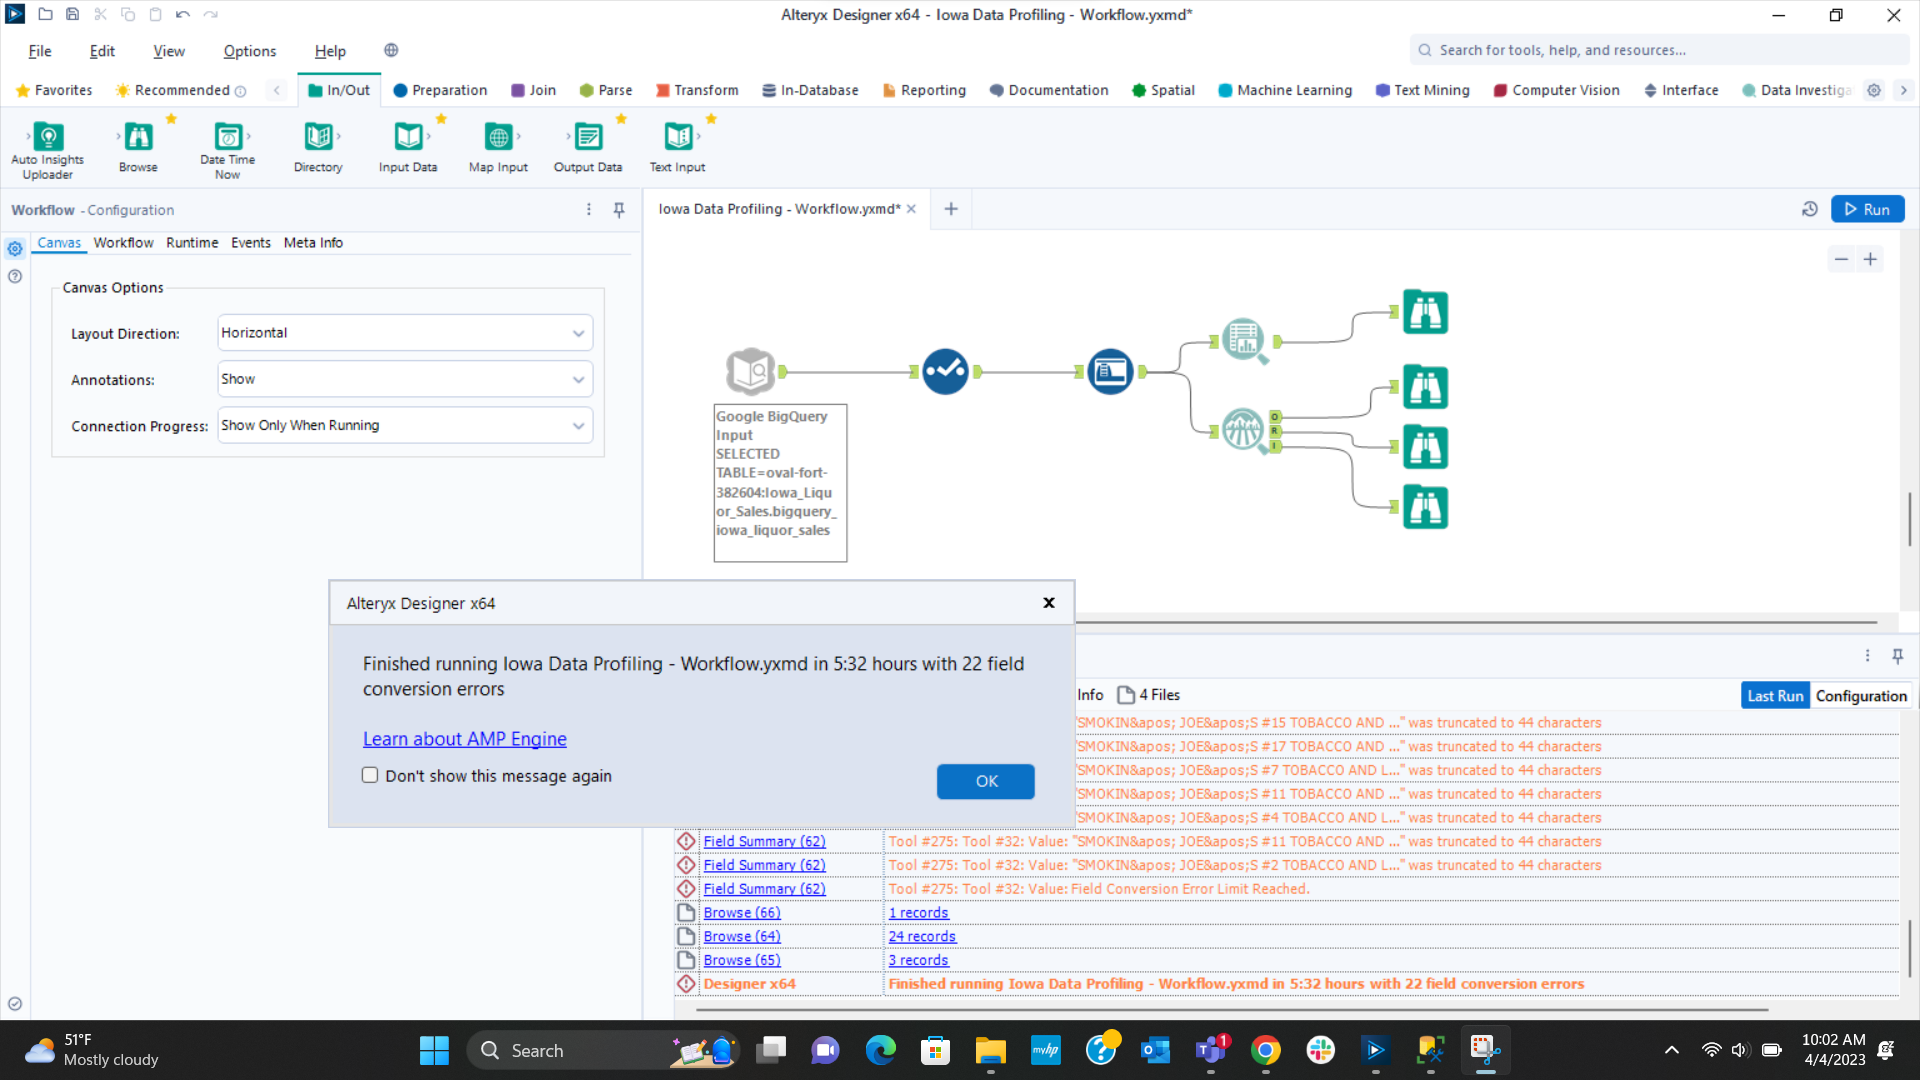 Alteryx Designer x64 - Iowa Data Profiling - Workflow.yxmd*
File Edit View Options Help
Search for tools, help, and resources...
Favorites Recommended In/Out Preparation Join Parse Transform In-Database Reporting Documentation Spatial Machine Learning Text Mining Computer Vision Interface Data Investiga
Auto Insights
Uploader
Browse
Date Time
Now
Directory
Input Data
Map Input
Output Data
Text Input
Workflow - Configuration
Iowa Data Profiling - Workflow.yxmd*
Run
Canvas Workflow Runtime Events Meta Info
Canvas Options
Layout Direction: Horizontal
Annotations: Show
Connection Progress: Show Only When Running
O
R
I
Google BigQuery
Input
SELECTED
TABLE=oval-fort-
382604:Iowa_Liqu
or_Sales.bigquery_
iowa_liquor_sales
Alteryx Designer x64
Finished running Iowa Data Profiling - Workflow.yxmd in 5:32 hours with 22 field
conversion errors
Learn about AMP Engine
Don't show this message again
OK
Info 4 Files
Last Run Configuration
"SMOKIN&apos; JOE&apos;S #15 TOBACCO AND ..." was truncated to 44 characters
"SMOKIN&apos; JOE&apos;S #17 TOBACCO AND ..." was truncated to 44 characters
"SMOKIN&apos; JOE&apos;S #7 TOBACCO AND L..." was truncated to 44 characters
"SMOKIN&apos; JOE&apos;S #11 TOBACCO AND ..." was truncated to 44 characters
"SMOKIN&apos; JOE&apos;S #4 TOBACCO AND L..." was truncated to 44 characters
Field Summary (62) Tool #275: Tool #32: Value: "SMOKIN&apos; JOE&apos;S #11 TOBACCO AND ..." was truncated to 44 characters
Field Summary (62) Tool #275: Tool #32: Value: "SMOKIN&apos; JOE&apos;S #2 TOBACCO AND L..." was truncated to 44 characters
Field Summary (62) Tool #275: Tool #32: Value: Field Conversion Error Limit Reached.
Browse (66) 1 records
Browse (64) 24 records
Browse (65) 3 records
Designer x64 Finished running Iowa Data Profiling - Workflow.yxmd in 5:32 hours with 22 field conversion errors
51°F
Mostly cloudy
Search
myhp
1
10:02 AM
4/4/2023